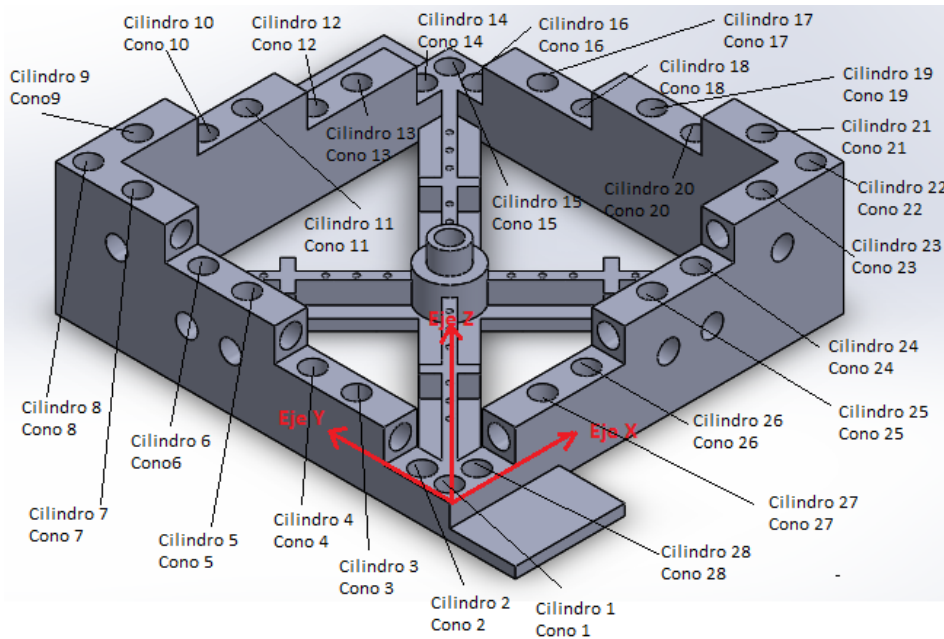 Cilindro 9
Cono9
Cilindro 10
Cono 10
Cilindro 12
Cono 12
Cilindro 14
Cono 14
Cilindro 16
Cono 16
Cilindro 17
Cono 17
Cilindro 18
Cono 18
Cilindro 19
Cono 19
Cilindro 13
Cono 13
Cilindro 21
Cono 21
Cilindro 11
Cono 11
Cilindro 15
Cono 15
Cilindro 20
Cono 20
Cilindro 22
Cono 22
Cilindro 23
Cono 23
Eje Z
Eje Y
Eje X
Cilindro 24
Cono 24
Cilindro 8
Cono 8
Cilindro 6
Cono6
Cilindro 26
Cono 26
Cilindro 25
Cono 25
Cilindro 7
Cono 7
Cilindro 5
Cono 5
Cilindro 4
Cono 4
Cilindro 3
Cono 3
Cilindro 27
Cono 27
Cilindro 28
Cono 28
Cilindro 2
Cono 2
Cilindro 1
Cono 1
-